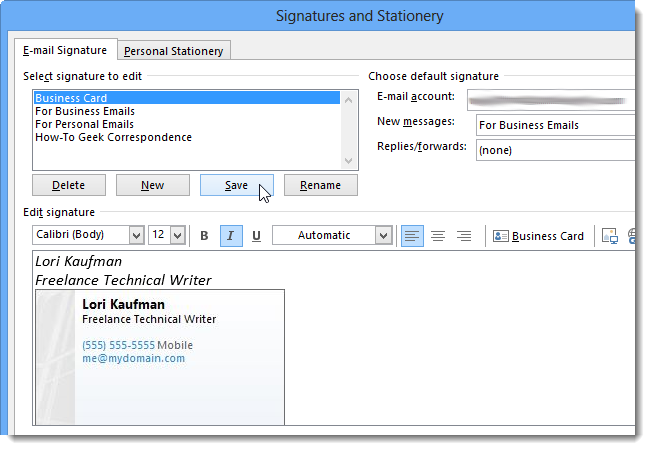 Signatures and Stationery
E-mail Signature
Personal Stationery
Select signature to edit
Business Card
For Business Emails
For Personal Emails
How-To Geek Correspondence
Delete
New
Save
Rename
Choose default signature
E-mail account:
New messages:
For Business Emails
Replies/forwards:
(none)
Edit signature
Calibri (Body)
12
B
I
U
Automatic
Business Card
Lori Kaufman
Freelance Technical Writer
Lori Kaufman
Freelance Technical Writer
(555) 555-5555 Mobile
me@mydomain.com